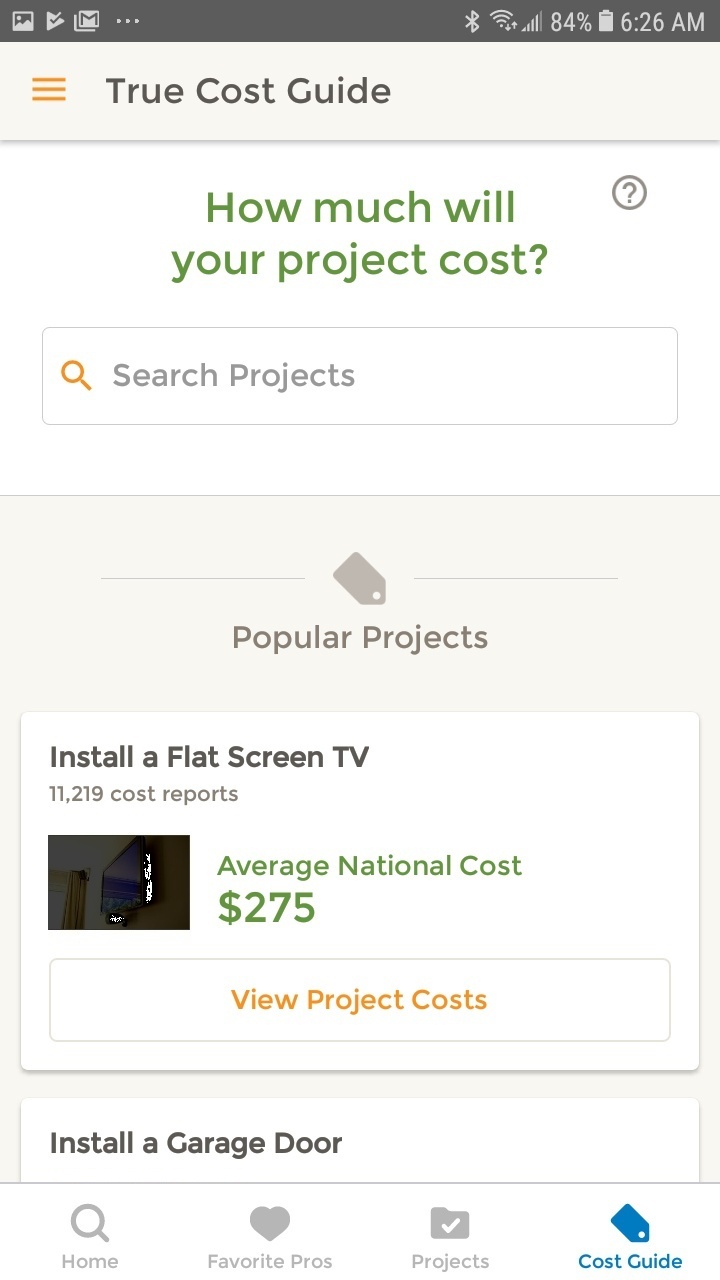 84% 6:26 AM
True Cost Guide
How much will
your project cost?
Search Projects
Popular Projects
Install a Flat Screen TV
11,219 cost reports
Average National Cost
$275
View Project Costs
Install a Garage Door
Home Favorite Pros Projects Cost Guide